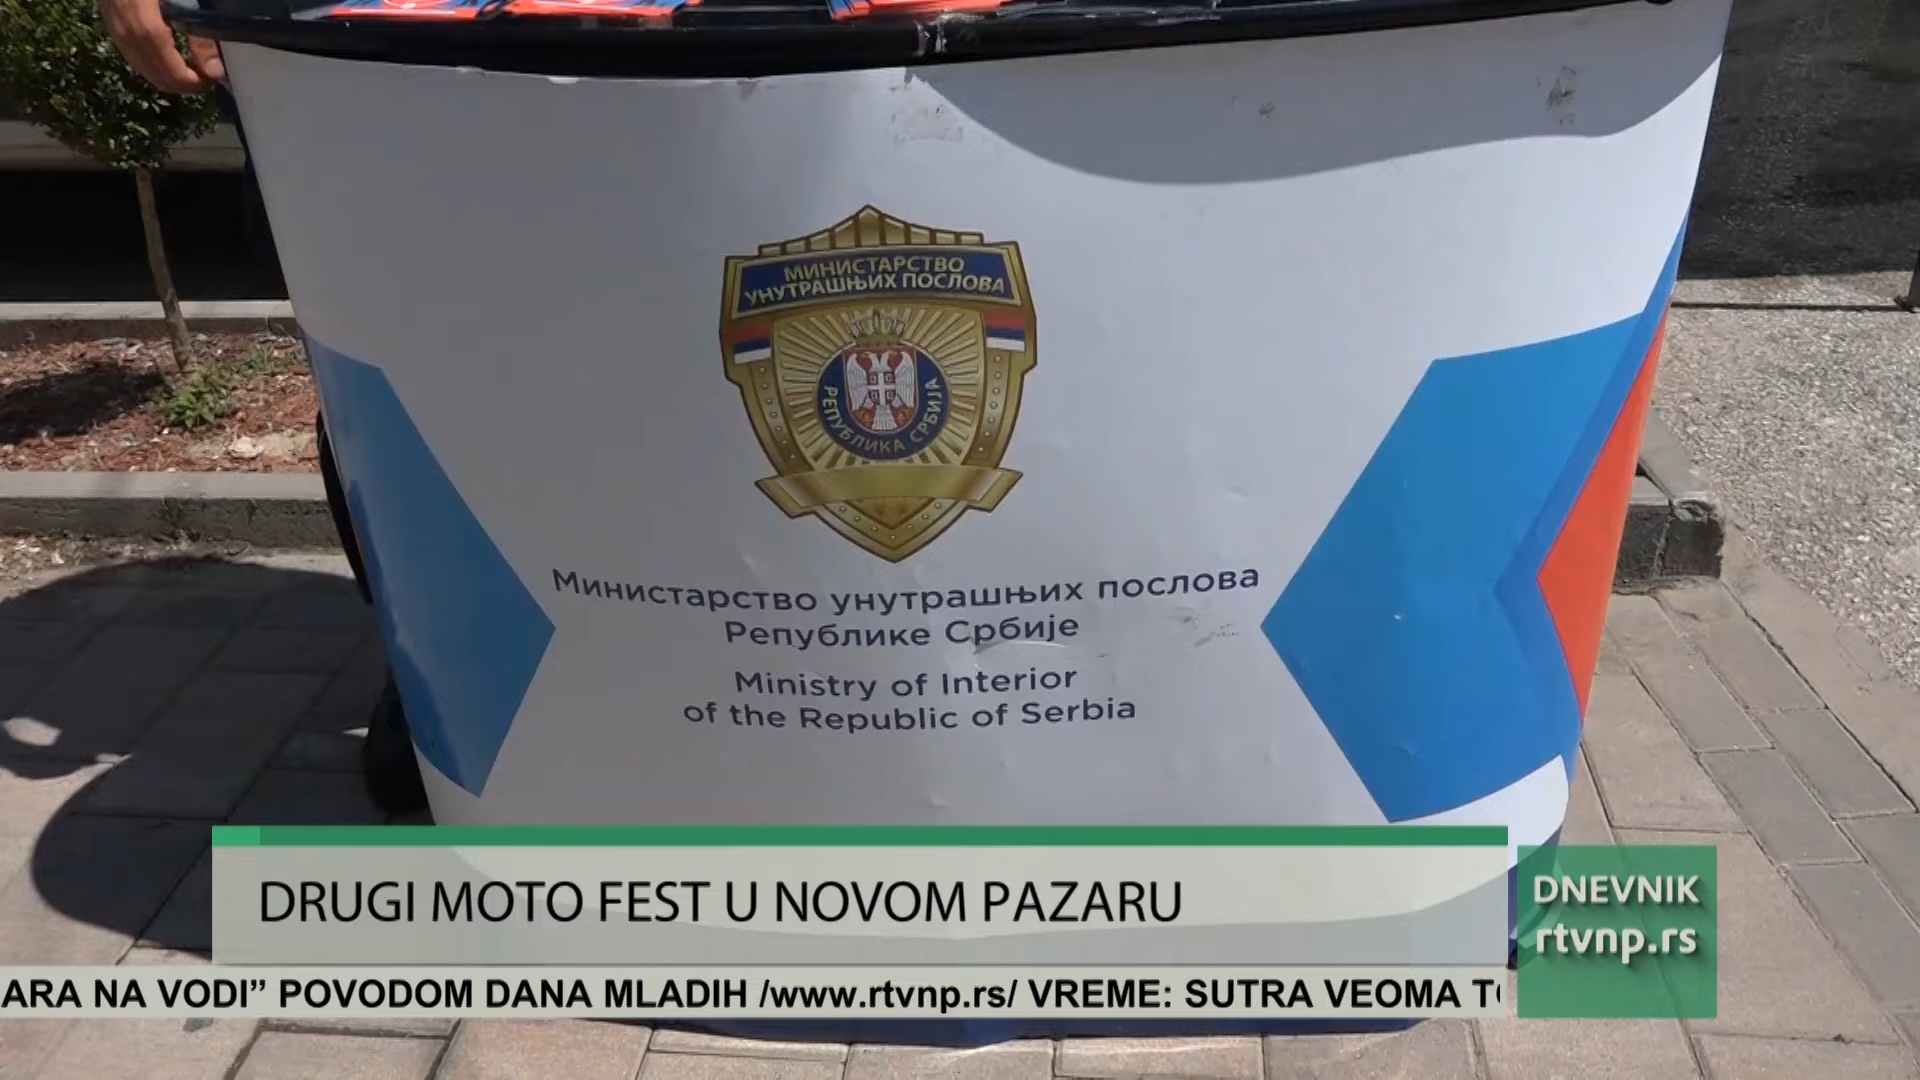 МИНИСТАРСТВО
УНУТРАШЊИХ ПОСЛОВА
РЕПУБЛИКА СРБИЈА
Министарство унутрашњих послова
Републике Србије
Ministry of Interior
of the Republic of Serbia
DRUGI MOTO FEST U NOVOM PAZARU
DNEVNIK
rtvnp.rs
ARA NA VODI” POVODOM DANA MLADIH /www.rtvnp.rs/ VREME: SUTRA VEOMA